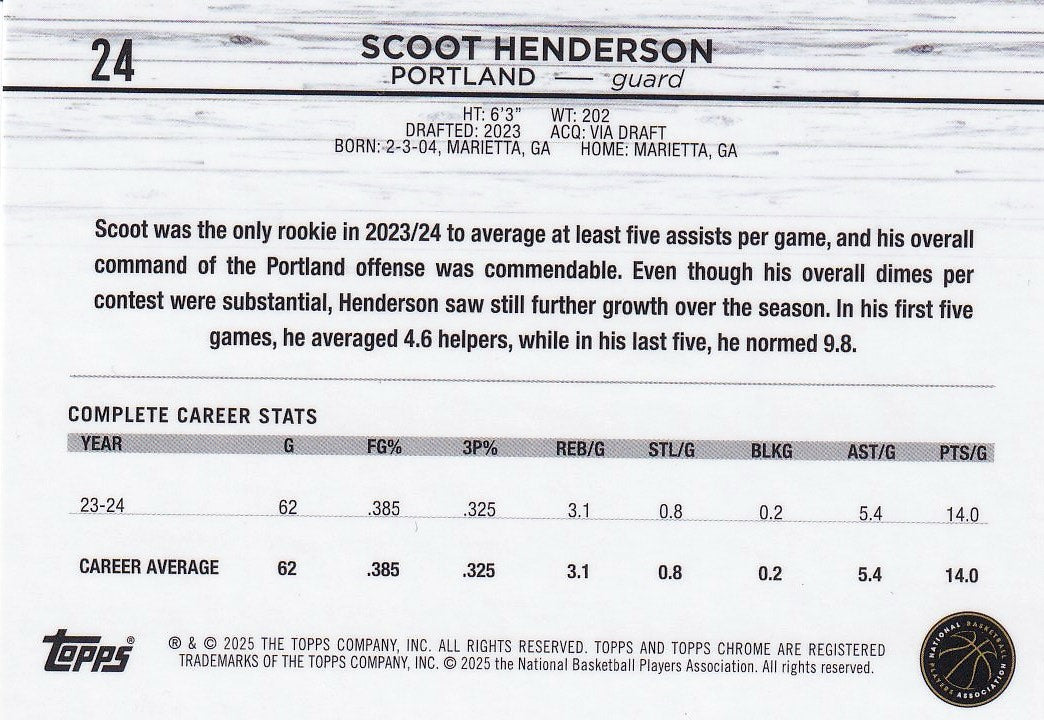 24
SCOOT HENDERSON
PORTLAND — guard
HT: 6'3" WT: 202
DRAFTED: 2023 ACQ: VIA DRAFT
BORN: 2-3-04, MARIETTA, GA HOME: MARIETTA, GA
Scoot was the only rookie in 2023/24 to average at least five assists per game, and his overall
command of the Portland offense was commendable. Even though his overall dimes per
contest were substantial, Henderson saw still further growth over the season. In his first five
games, he averaged 4.6 helpers, while in his last five, he normed 9.8.
COMPLETE CAREER STATS
YEAR G FG% 3P% REB/G STL/G BLKG AST/G PTS/G
23-24 62 .385 .325 3.1 0.8 0.2 5.4 14.0
CAREER AVERAGE 62 .385 .325 3.1 0.8 0.2 5.4 14.0
Topps®
® & © 2025 THE TOPPS COMPANY, INC. ALL RIGHTS RESERVED. TOPPS AND TOPPS CHROME ARE REGISTERED
TRADEMARKS OF THE TOPPS COMPANY, INC. © 2025 the National Basketball Players Association. All rights reserved.
NATIONAL BASKETBALL
PLAYERS ASSOCIATION